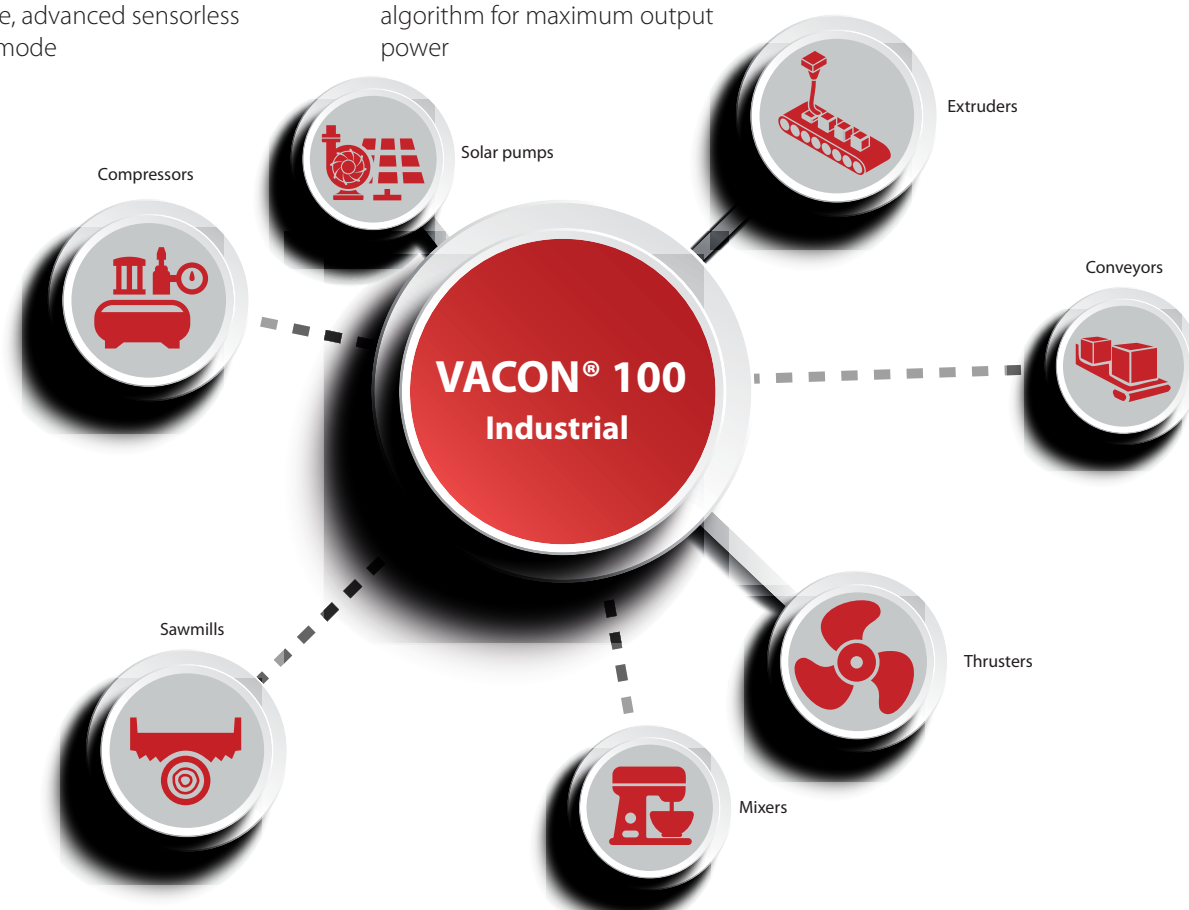 e, advanced sensorless
mode
algorithm for maximum output
power
Extruders
Solar pumps
Compressors
Conveyors
VACON® 100
Industrial
Sawmills
Thrusters
Mixers